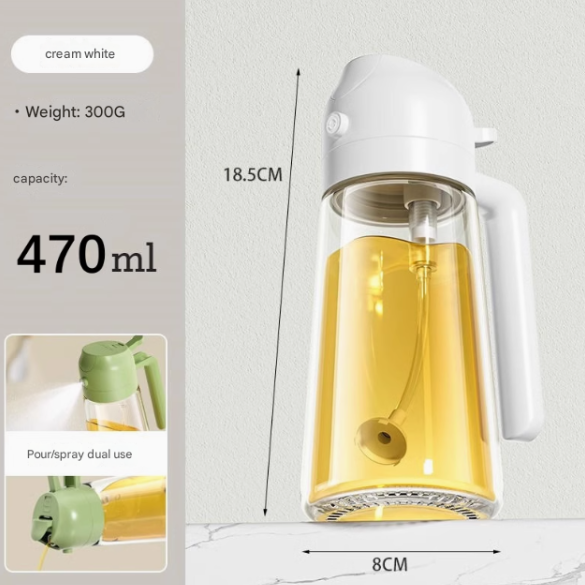 cream white
• Weight: 300G
capacity:
470ml
Pour/spray dual use
18.5CM
8CM